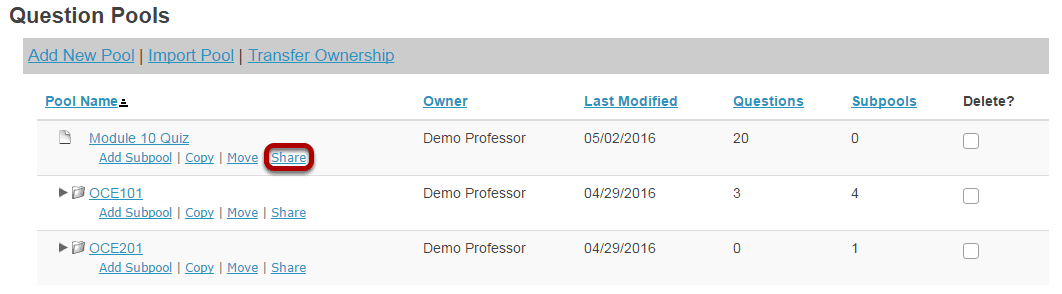 Question Pools
Add New Pool | Import Pool | Transfer Ownership
Pool Name Owner Last Modified Questions Subpools Delete?
Module 10 Quiz Demo Professor 05/02/2016 20 0
Add Subpool | Copy | Move | Share
OCE101 Demo Professor 04/29/2016 3 4
Add Subpool | Copy | Move | Share
OCE201 Demo Professor 04/29/2016 0 1
Add Subpool | Copy | Move | Share